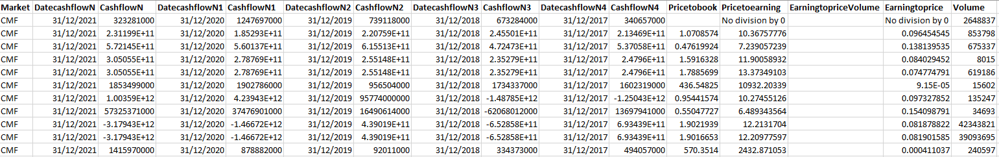 Market DatecashflowN CashflowN DatecashflowN1 CashflowN1 DatecashflowN2 CashflowN2 DatecashflowN3 CashflowN3 DatecashflowN4 CashflowN4 Pricetobook Pricetoearning EarningtopriceVolume Earningtoprice Volume
CMF 31/12/2021 323281000 31/12/2020 1247697000 31/12/2019 739118000 31/12/2018 673284000 31/12/2017 340657000 No division by 0 No division by 0 2648837
CMF 31/12/2021 2.31199E+11 31/12/2020 1.85293E+11 31/12/2019 2.20759E+11 31/12/2018 2.45501E+11 31/12/2017 2.13469E+11 1.0708574 10.36757776 0.096454545 853798
CMF 31/12/2021 5.72145E+11 31/12/2020 5.60137E+11 31/12/2019 6.15513E+11 31/12/2018 4.72473E+11 31/12/2017 5.37058E+11 0.47619924 7.239057239 0.138139535 675337
CMF 31/12/2021 3.05055E+11 31/12/2020 2.78769E+11 31/12/2019 2.55148E+11 31/12/2018 2.35279E+11 31/12/2017 2.4796E+11 1.5916328 11.90058932 0.084029452 8015
CMF 31/12/2021 3.05055E+11 31/12/2020 2.78769E+11 31/12/2019 2.55148E+11 31/12/2018 2.35279E+11 31/12/2017 2.4796E+11 1.7885699 13.37349103 0.074774791 619186
CMF 31/12/2021 1853499000 31/12/2020 1902786000 31/12/2019 956504000 31/12/2018 1734337000 31/12/2017 1602319000 436.54825 10932.20339 9.15E-05 15602
CMF 31/12/2021 1.00359E+12 31/12/2020 4.23943E+12 31/12/2019 95774000000 31/12/2018 -1.48785E+12 31/12/2017 -1.25043E+12 0.95441574 10.27455126 0.097327852 135247
CMF 31/12/2021 57325371000 31/12/2020 37476901000 31/12/2019 16490614000 31/12/2018 -62068012000 31/12/2017 13697941000 0.55047727 6.489343564 0.154098791 34693
CMF 31/12/2021 -3.17943E+12 31/12/2020 -1.46672E+12 31/12/2019 4.39019E+11 31/12/2018 -6.52858E+11 31/12/2017 6.93439E+11 1.9021939 12.2131704 0.081878822 42343821
CMF 31/12/2021 -3.17943E+12 31/12/2020 -1.46672E+12 31/12/2019 4.39019E+11 31/12/2018 -6.52858E+11 31/12/2017 6.93439E+11 1.9016653 12.20977597 0.081901585 39093695
CMF 31/12/2021 1415970000 31/12/2020 878882000 31/12/2019 92011000 31/12/2018 334373000 31/12/2017 494057000 570.3514 2432.871053 0.000411037 240597